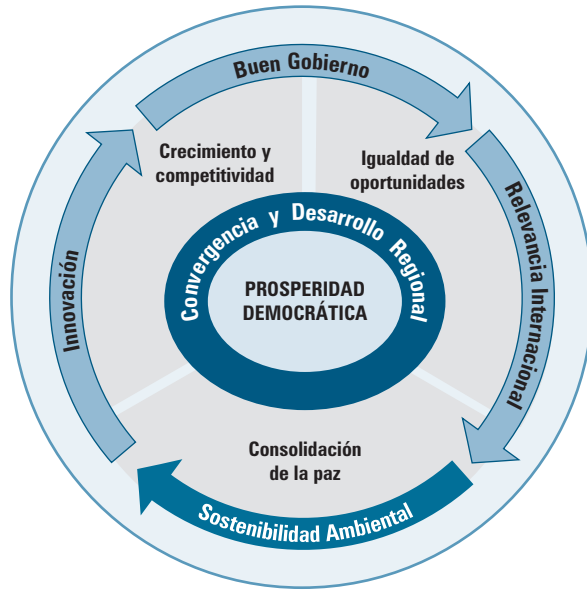 Buen Gobierno
Crecimiento y
competitividad
Igualdad de
oportunidades
Relevancia Internacional
Innovación
Convergencia y Desarrollo Regional
PROSPERIDAD
DEMOCRÁTICA
Consolidación
de la paz
Sostenibilidad Ambiental